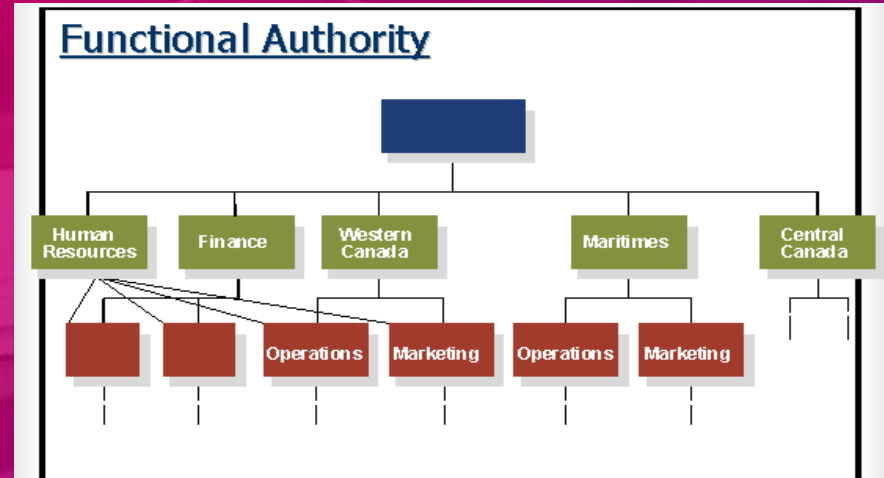 Functional Authority
Human
Resources
Finance
Western
Canada
Maritimes
Central
Canada
Operations
Marketing
Operations
Marketing